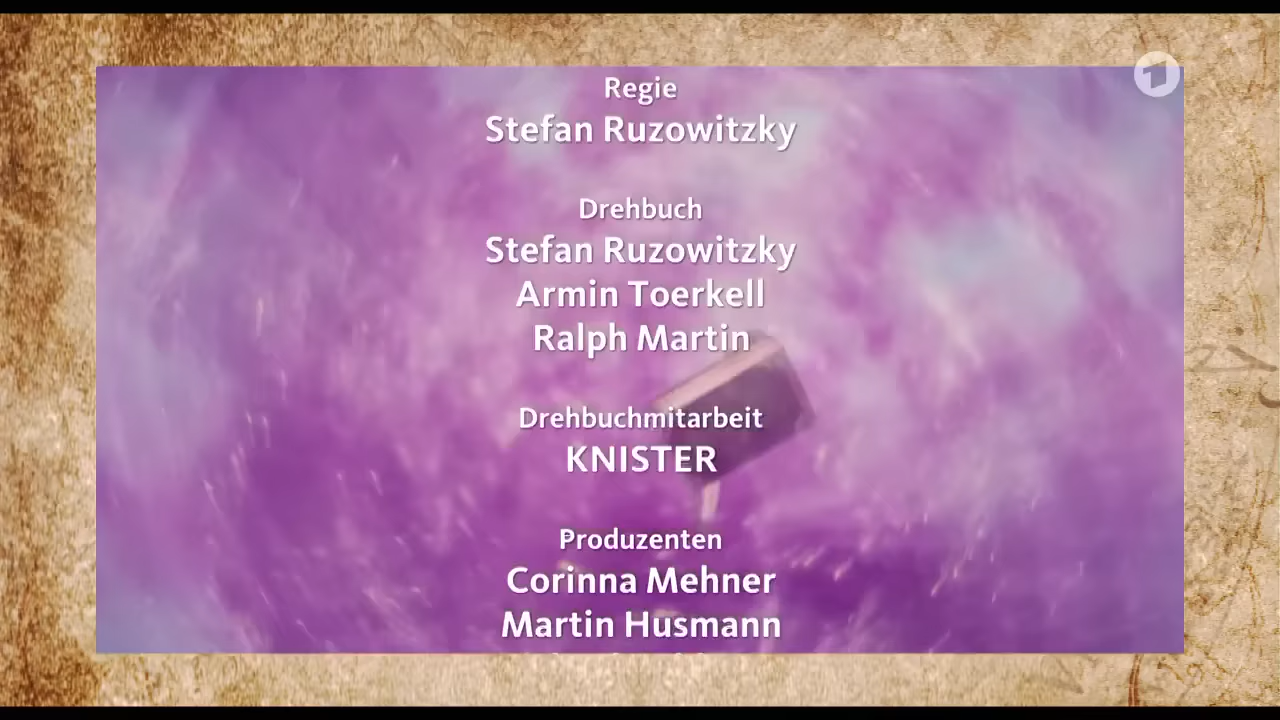 Regie
Stefan Ruzowitzky
Drehbuch
Stefan Ruzowitzky
Armin Toerkell
Ralph Martin
Drehbuchmitarbeit
KNISTER
Produzenten
Corinna Mehner
Martin Husmann